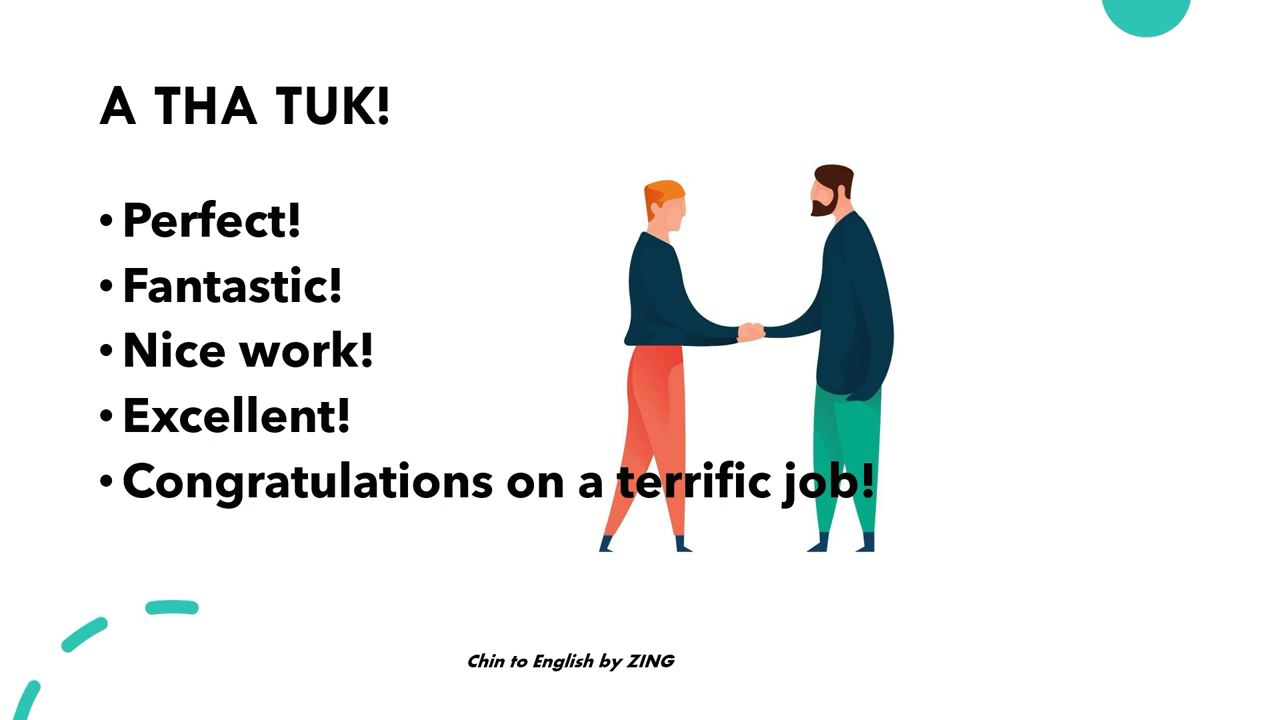 A THA TUK!
• Perfect!
• Fantastic!
• Nice work!
• Excellent!
• Congratulations on a terrific job!
Chin to English by ZING